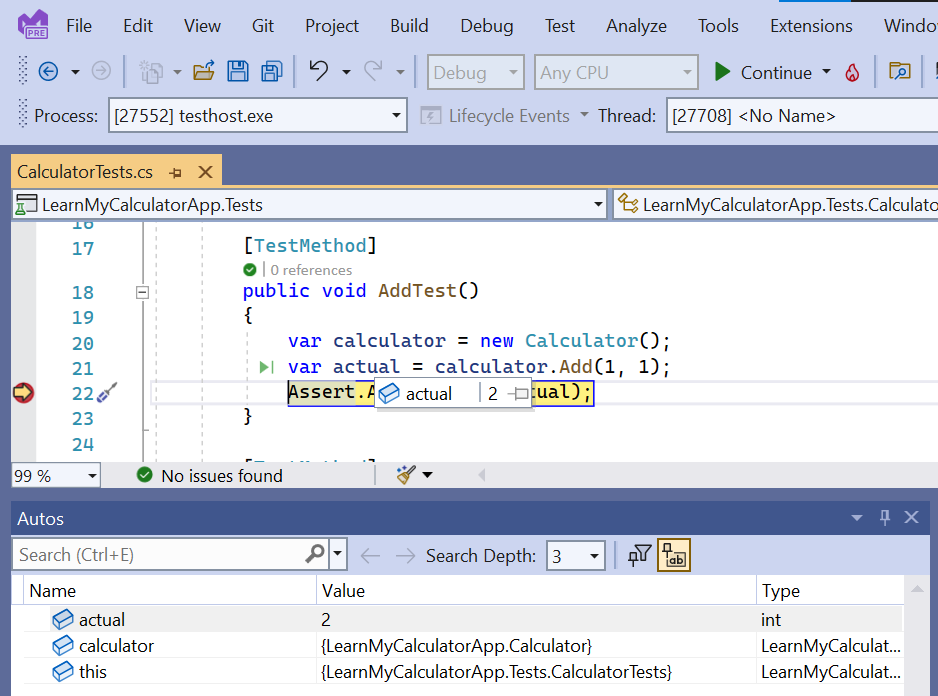 File Edit View Git Project Build Debug Test Analyze Tools Extensions Windo
PRE
Debug Any CPU Continue
Process: [27552] testhost.exe Lifecycle Events Thread: [27708] <No Name>
CalculatorTests.cs
LearnMyCalculatorApp.Tests LearnMyCalculatorApp.Tests.Calculato
16
17 [TestMethod]
0 references
18 public void AddTest()
19 {
20 var calculator = new Calculator();
21 var actual = calculator.Add(1, 1);
22 Assert.A actual 2 tual);
23 }
24
99 % No issues found
Autos
Search (Ctrl+E) Search Depth: 3 ab
Name Value Type
actual 2 int
calculator {LearnMyCalculatorApp.Calculator} LearnMyCalculat...
this {LearnMyCalculatorApp.Tests.CalculatorTests} LearnMyCalculat...